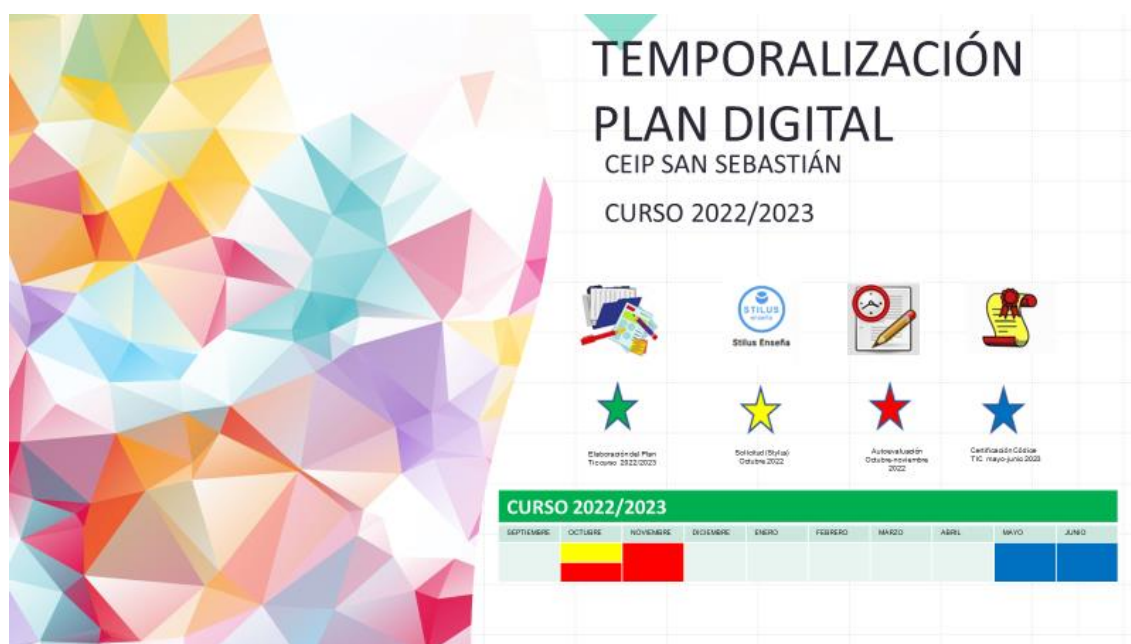 TEMPORALIZACIÓN
PLAN DIGITAL
CEIP SAN SEBASTIÁN
CURSO 2022/2023
STILUS
enseña
Stilus Enseña
Elaboración del Plan
Ticopno 2022/2023
Solicitud (Stylus)
Octubre 2022
Autoevaluación
Octubre-noviembre
2022
Certificación Código
TIC mayo-junio 2023
CURSO 2022/2023
SEPTIEMBRE OCTUBRE NOVIEMBRE DICIEMBRE ENERO FEBRERO MARZO ABRIL MAYO JUNIO